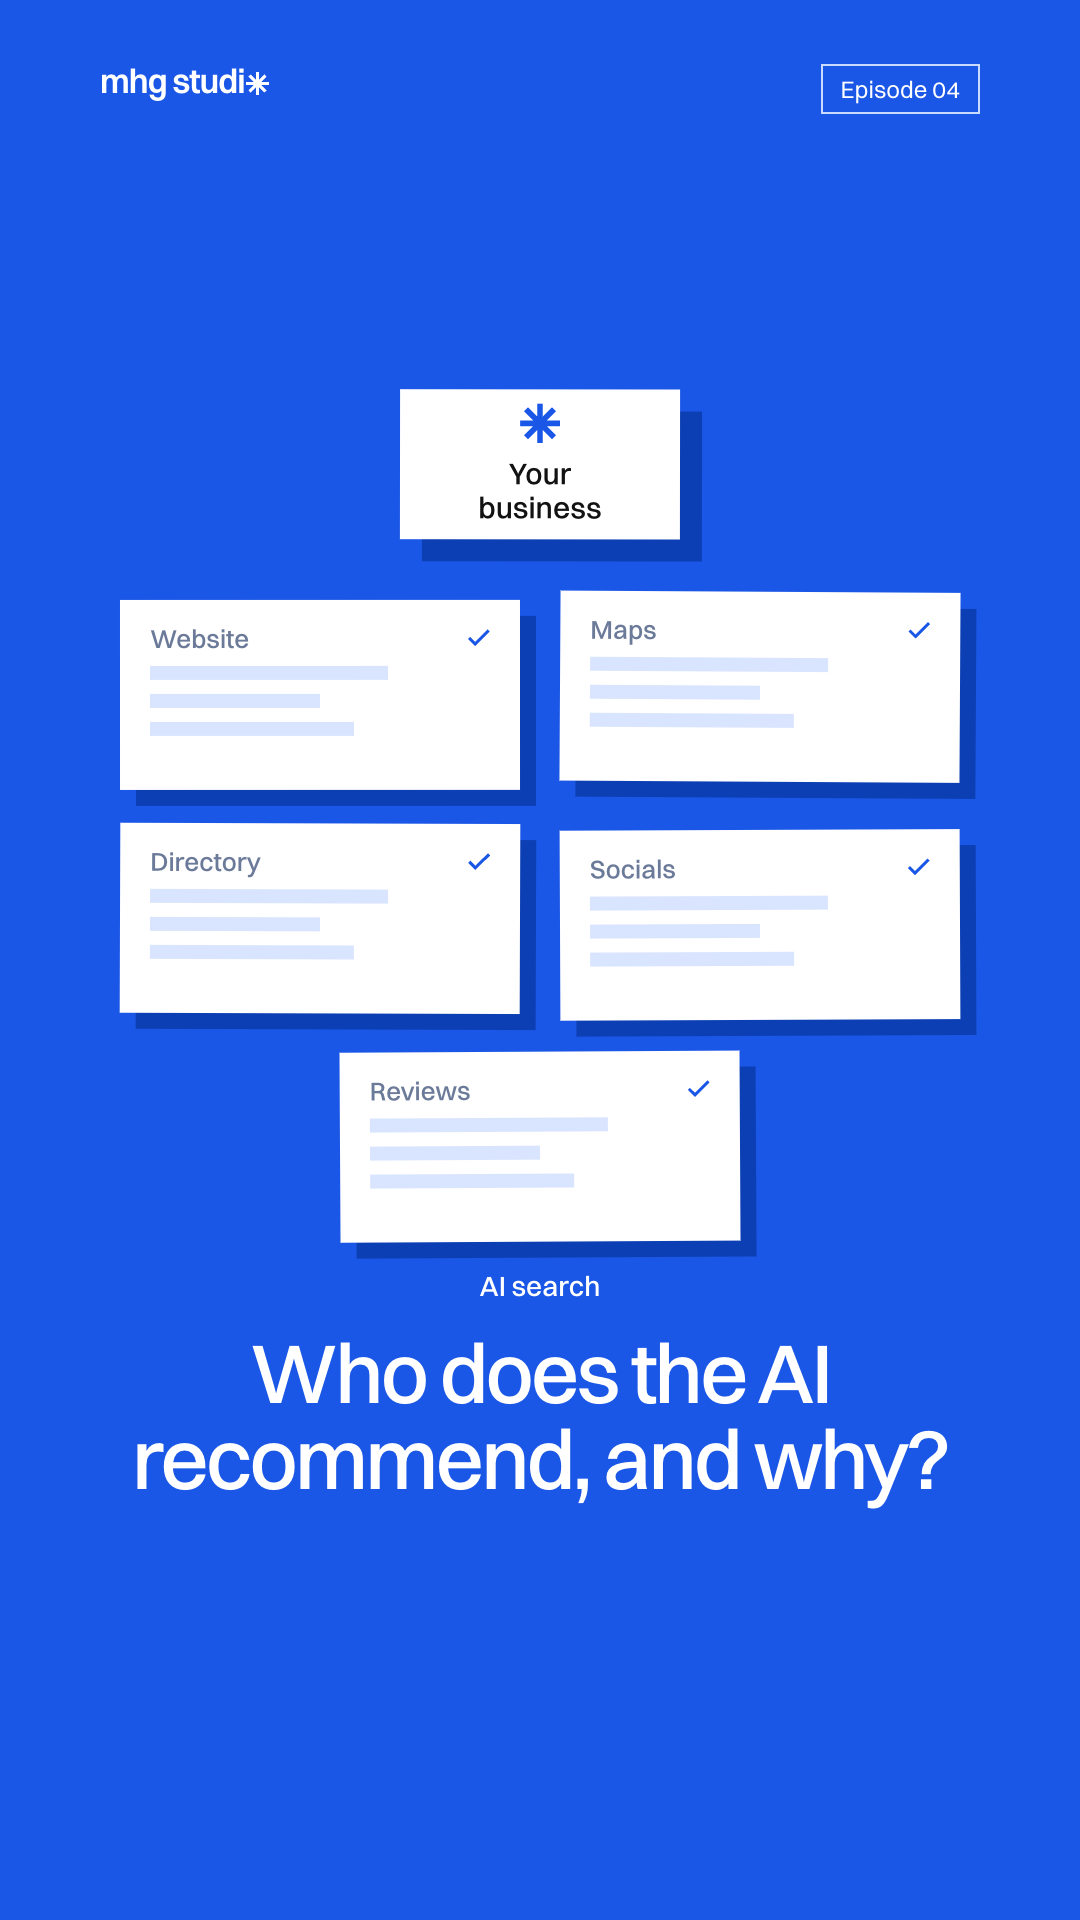 mhg studi✳
Episode 04
Your
business
Website
Maps
Directory
Socials
Reviews
AI search
Who does the AI
recommend, and why?